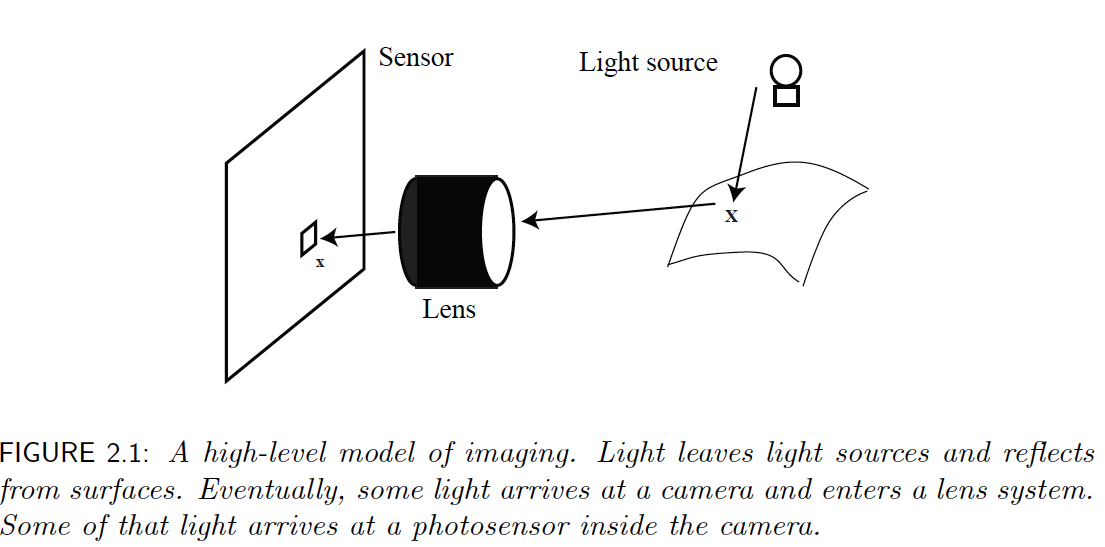 Sensor
Light source
x
x
Lens
FIGURE 2.1: A high-level model of imaging. Light leaves light sources and reflects
from surfaces. Eventually, some light arrives at a camera and enters a lens system.
Some of that light arrives at a photosensor inside the camera.